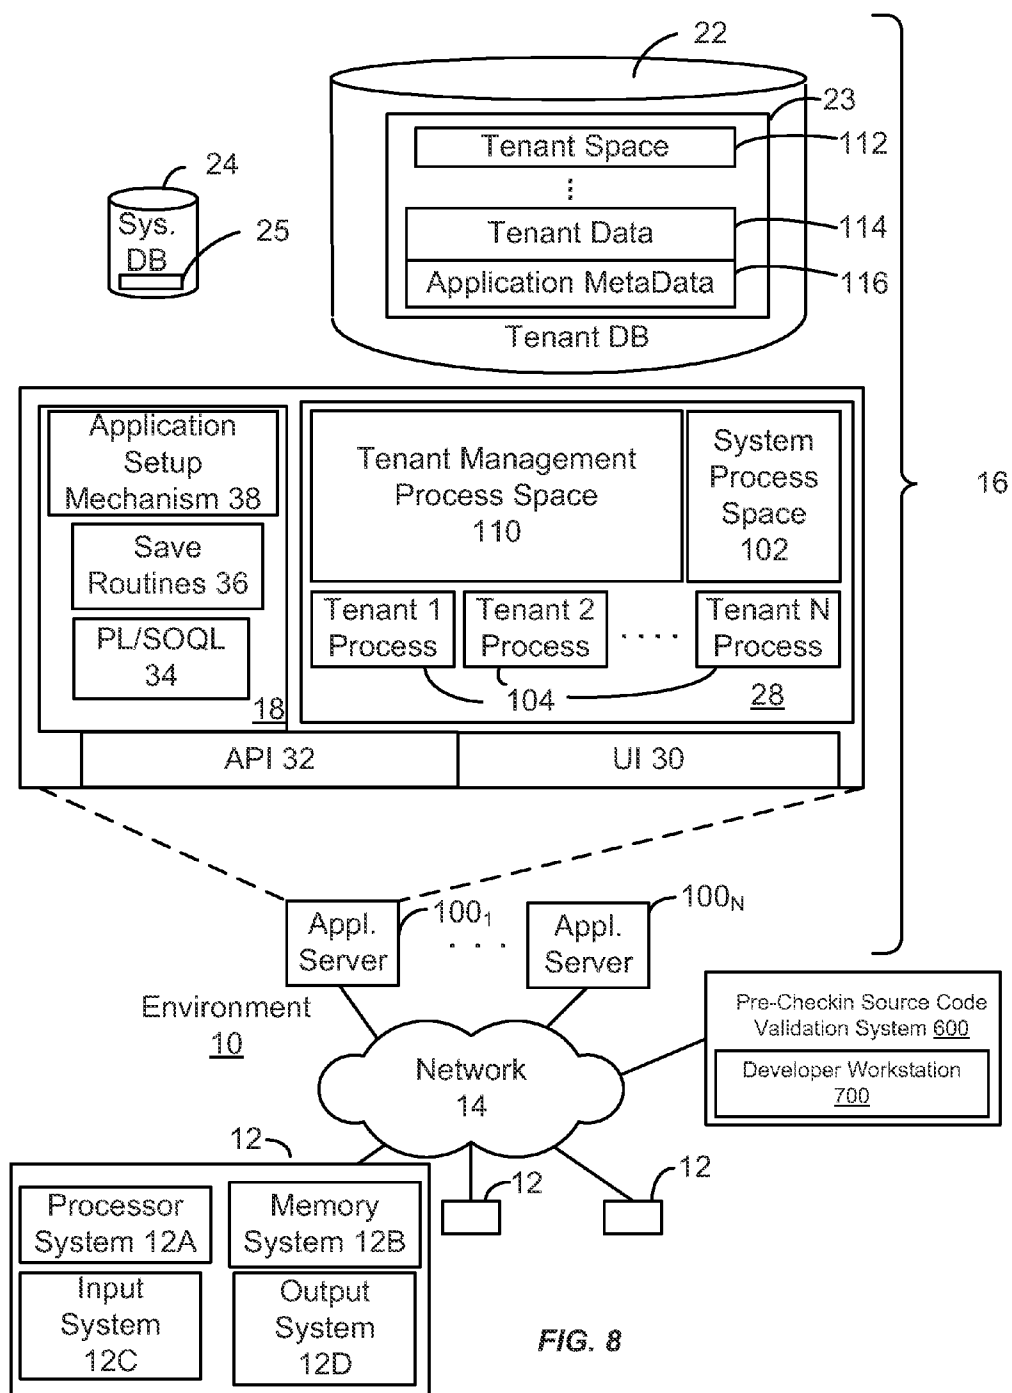 22
23
Tenant Space
112
24
Sys.
DB
25
Tenant Data
114
Application MetaData
116
Tenant DB
16
Application
Setup
Mechanism 38
Tenant Management
Process Space
110
System
Process
Space
102
Save
Routines 36
PL/SOQL
34
18
Tenant 1
Process
Tenant 2
Process
Tenant N
Process
104
28
API 32
UI 30
Appl.
Server
100₁
Appl.
Server
100N
Environment
10
Network
14
Pre-Checkin Source Code
Validation System 600
Developer Workstation
700
12
12
12
Processor
System 12A
Memory
System 12B
Input
System
12C
Output
System
12D
FIG. 8